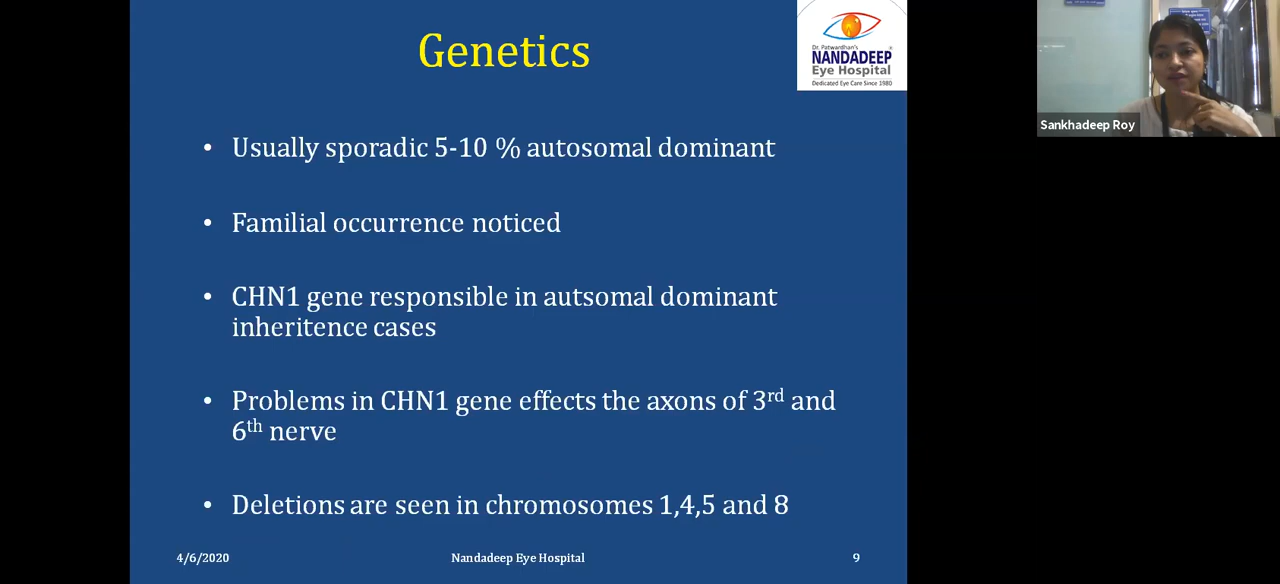 Genetics
Dr. Patwardhan's
NANDADEEP
Eye Hospital
Dedicated Eye Care Since 1980
Sankhadeep Roy
• Usually sporadic 5-10 % autosomal dominant
• Familial occurrence noticed
• CHN1 gene responsible in autsomal dominant
inheritence cases
• Problems in CHN1 gene effects the axons of 3rd and
6th nerve
• Deletions are seen in chromosomes 1,4,5 and 8
4/6/2020
Nandadeep Eye Hospital
9